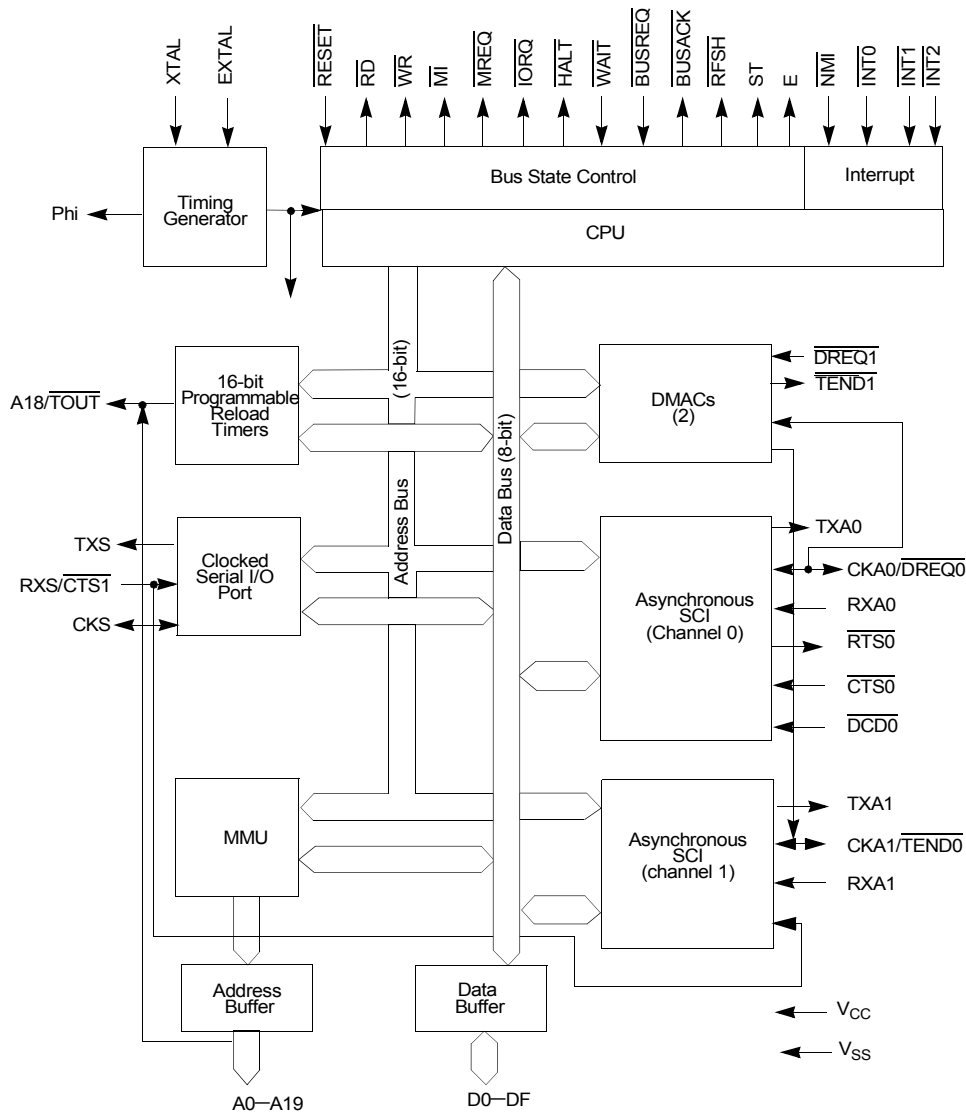 XTAL
EXTAL
RESET
RD
WR
MI
MREQ
IORQ
HALT
WAIT
BUSREQ
BUSACK
RFSH
ST
E
NMI
INT0
INT1
INT2
Timing
Generator
Bus State Control
Interrupt
Phi
CPU
(16-bit)
16-bit
Programmable
Reload
Timers
A18/TOUT
DMACs
(2)
DREQ1
TEND1
Data Bus (8-bit)
Address Bus
TXS
RXS/CTS1
CKS
Clocked
Serial I/O
Port
Asynchronous
SCI
(Channel 0)
TXA0
CKA0/DREQ0
RXA0
RTS0
CTS0
DCD0
MMU
Asynchronous
SCI
(channel 1)
TXA1
CKA1/TEND0
RXA1
Address
Buffer
Data
Buffer
VCC
VSS
A0—A19
D0—DF